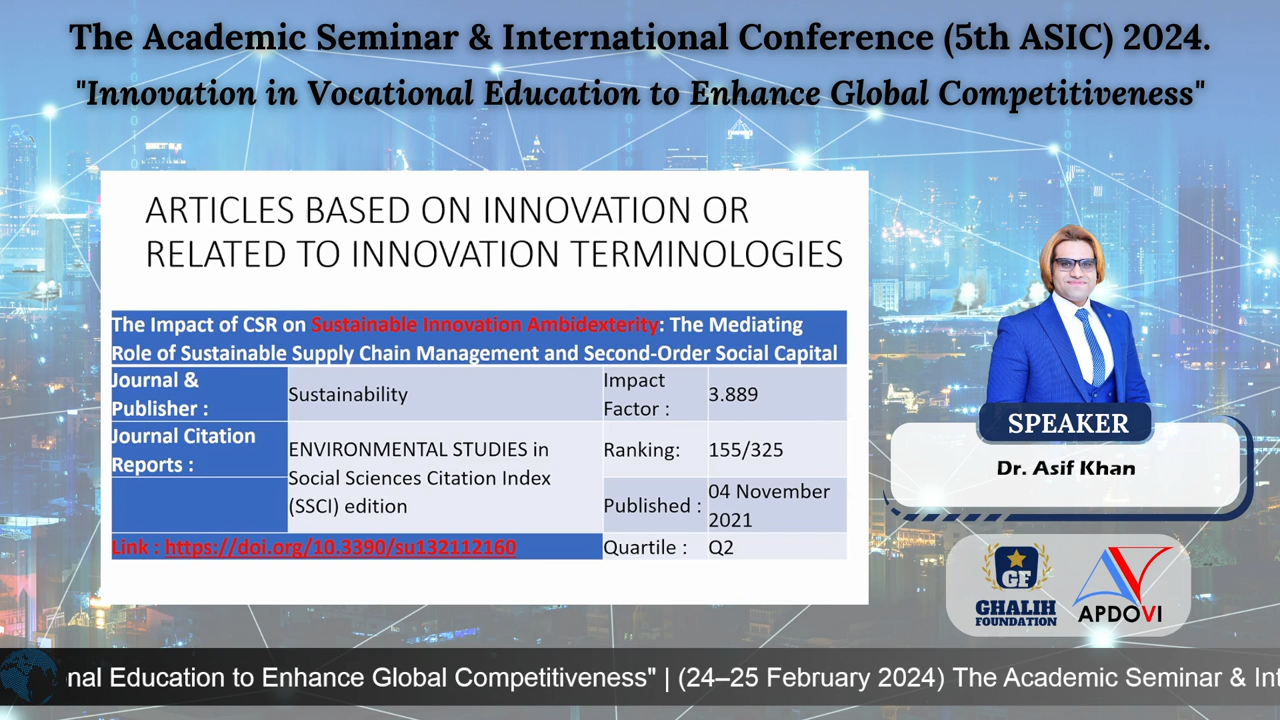 The Academic Seminar & International Conference (5th ASIC) 2024.
"Innovation in Vocational Education to Enhance Global Competitiveness"
ARTICLES BASED ON INNOVATION OR
RELATED TO INNOVATION TERMINOLOGIES
The Impact of CSR on Sustainable Innovation Ambidexterity: The Mediating
Role of Sustainable Supply Chain Management and Second-Order Social Capital
Journal &
Publisher :
Sustainability
Impact
Factor :
3.889
Journal Citation
Reports :
ENVIRONMENTAL STUDIES in
Social Sciences Citation Index
(SSCI) edition
Ranking:
155/325
Published :
04 November
2021
Link : https://doi.org/10.3390/su132112160
Quartile :
Q2
SPEAKER
Dr. Asif Khan
GF
GHALIH
FOUNDATION
APDOVI
nal Education to Enhance Global Competitiveness" | (24–25 February 2024) The Academic Seminar & Int